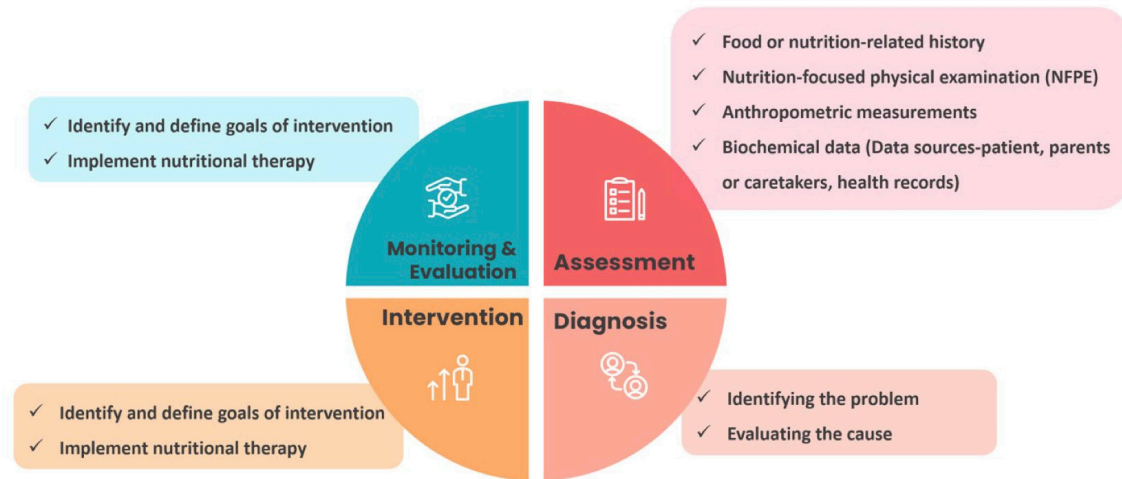 ✓ Food or nutrition-related history
✓ Nutrition-focused physical examination (NFPE)
✓ Anthropometric measurements
✓ Biochemical data (Data sources-patient, parents
or caretakers, health records)
✓ Identify and define goals of intervention
✓ Implement nutritional therapy
Monitoring &
Evaluation
Assessment
Intervention
Diagnosis
✓ Identify and define goals of intervention
✓ Implement nutritional therapy
✓ Identifying the problem
✓ Evaluating the cause